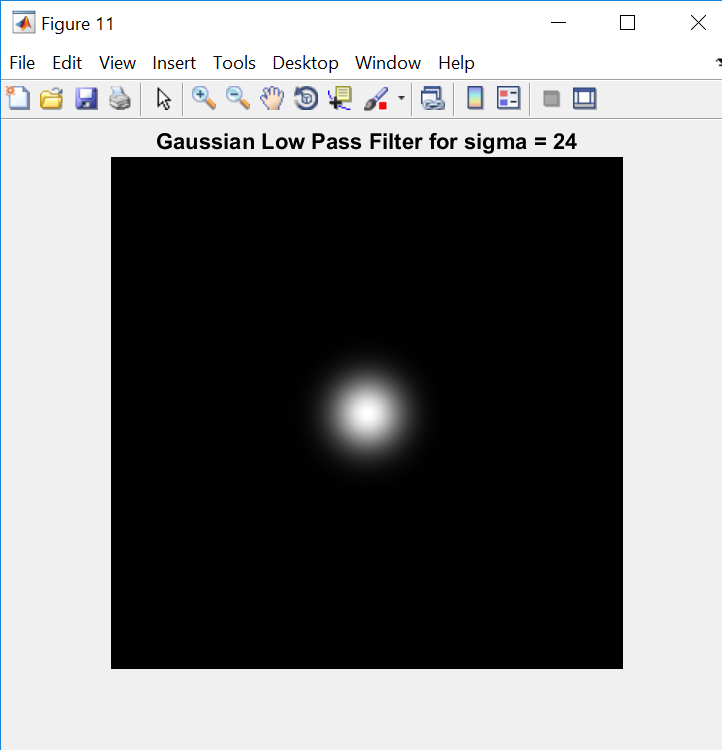 Figure 11
File Edit View Insert Tools Desktop Window Help
Gaussian Low Pass Filter for sigma = 24